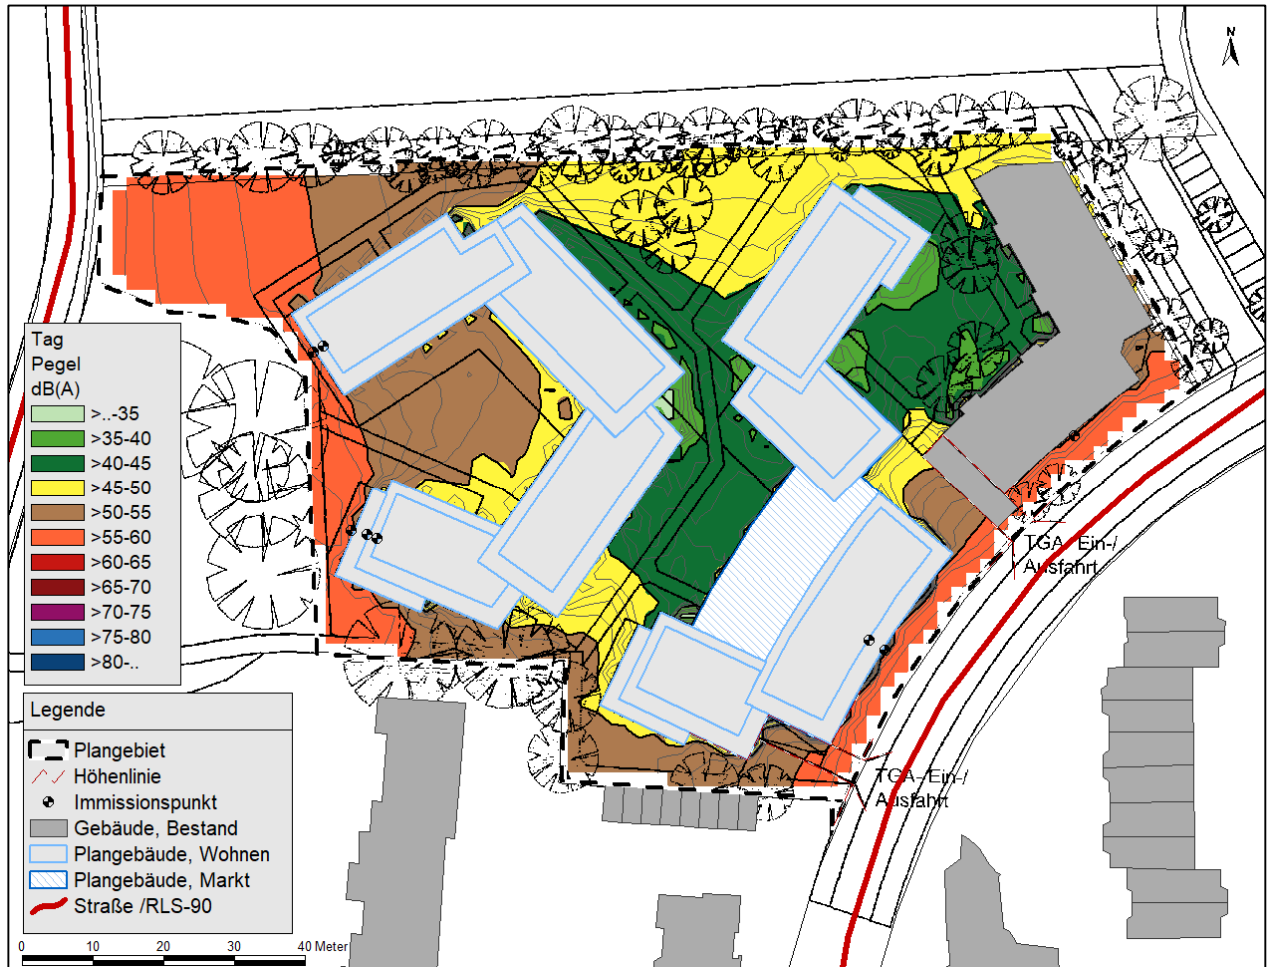 N
Tag
Pegel
dB(A)
>..-35
>35-40
>40-45
>45-50
>50-55
>55-60
>60-65
>65-70
>70-75
>75-80
>80-..
TGA- Ein-/
Ausfahrt
TGA- Ein-/
Ausfahrt
Legende
Plangebiet
Höhenlinie
Immissionspunkt
Gebäude, Bestand
Plangebäude, Wohnen
Plangebäude, Markt
Straße /RLS-90
0 10 20 30 40 Meter